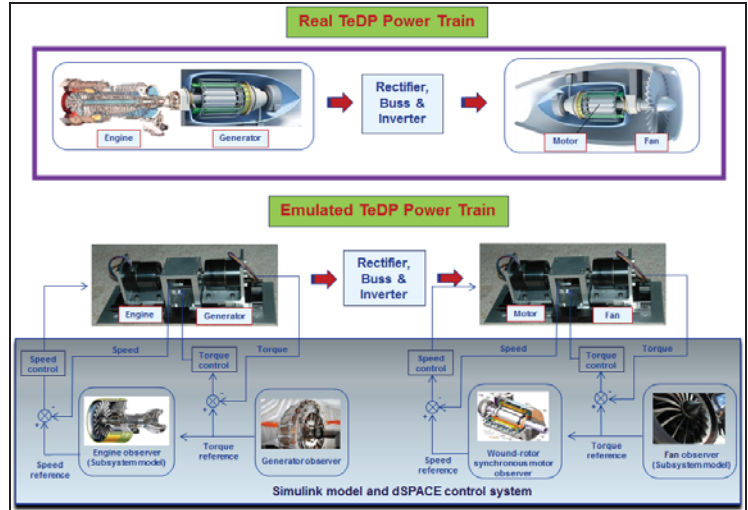 Real TeDP Power Train
Rectifier,
Buss &
Inverter
Engine
Generator
Motor
Fan
Emulated TeDP Power Train
Rectifier,
Buss &
Inverter
Engine
Generator
Motor
Fan
Speed
control
Speed
Torque
control
Torque
Speed
control
Speed
Torque
control
Torque
+
-
+
-
+
-
+
-
Speed
reference
Engine observer
(Subsystem model)
Torque
reference
Generator observer
Speed
reference
Wound-rotor
synchronous motor
observer
Torque
reference
Fan observer
(Subsystem model)
Simulink model and dSPACE control system